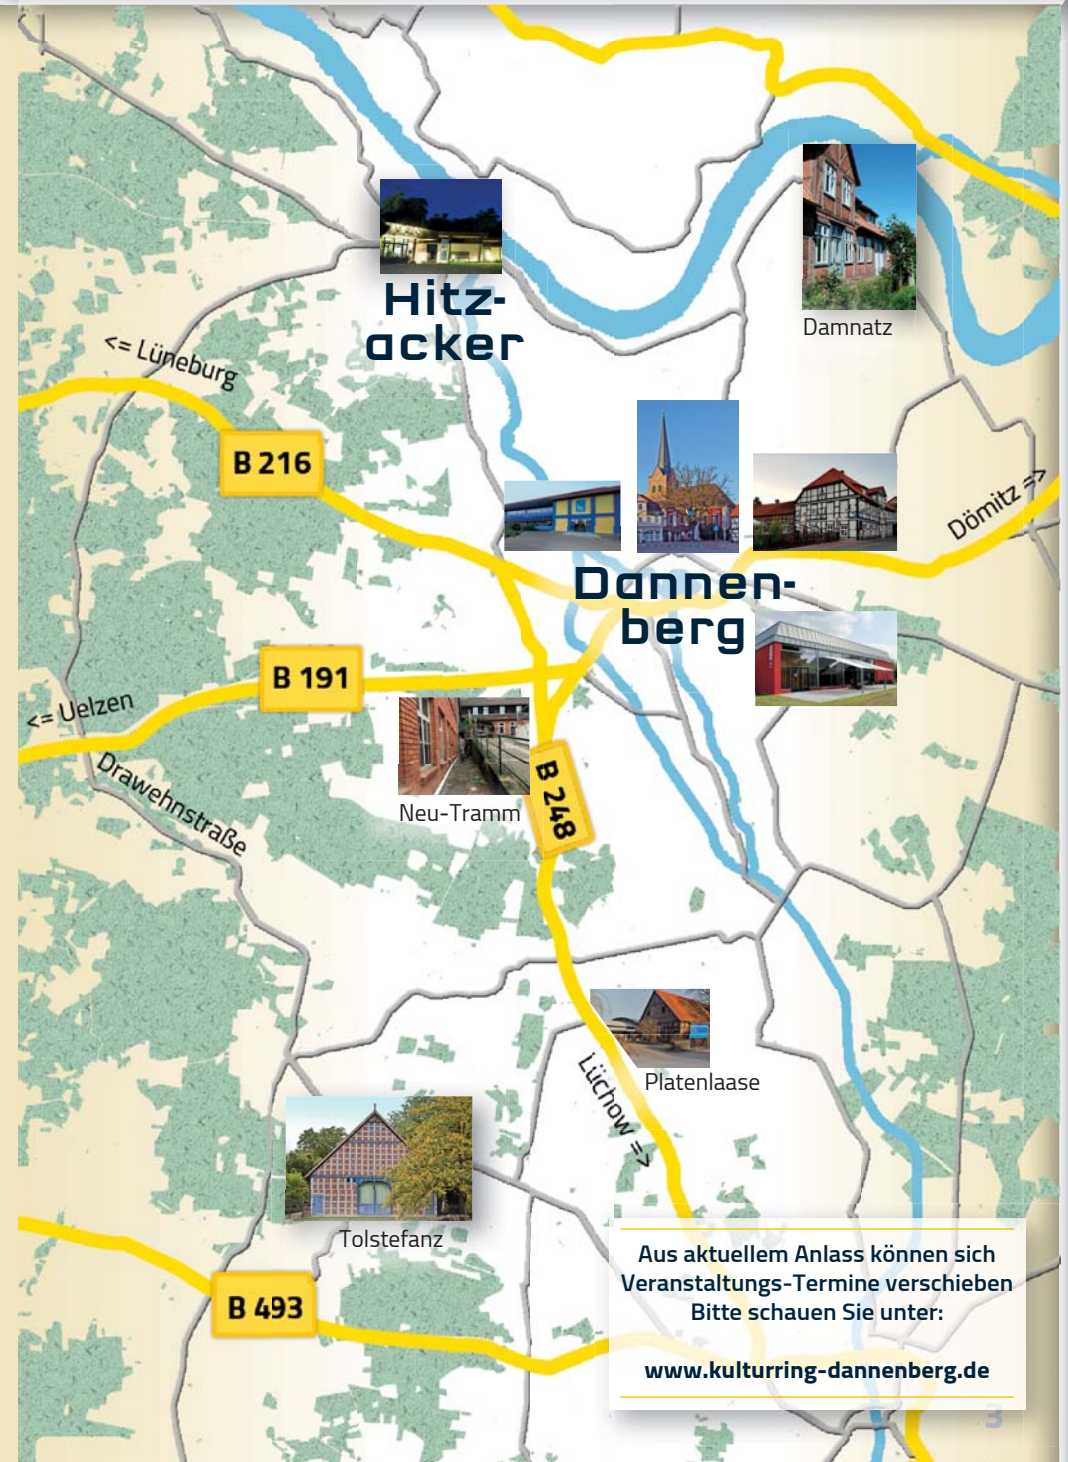 Hitz-
acker
Damnatz
<= Lüneburg
B 216
Dömitz =>
Dannen-
berg
B 191
<= Uelzen
Drawehnstraße
Neu-Tramm
B 248
Platenlaase
Lüchow =>
Tolstefanz
B 493
Aus aktuellem Anlass können sich
Veranstaltungs-Termine verschieben
Bitte schauen Sie unter:
www.kulturring-dannenberg.de
3